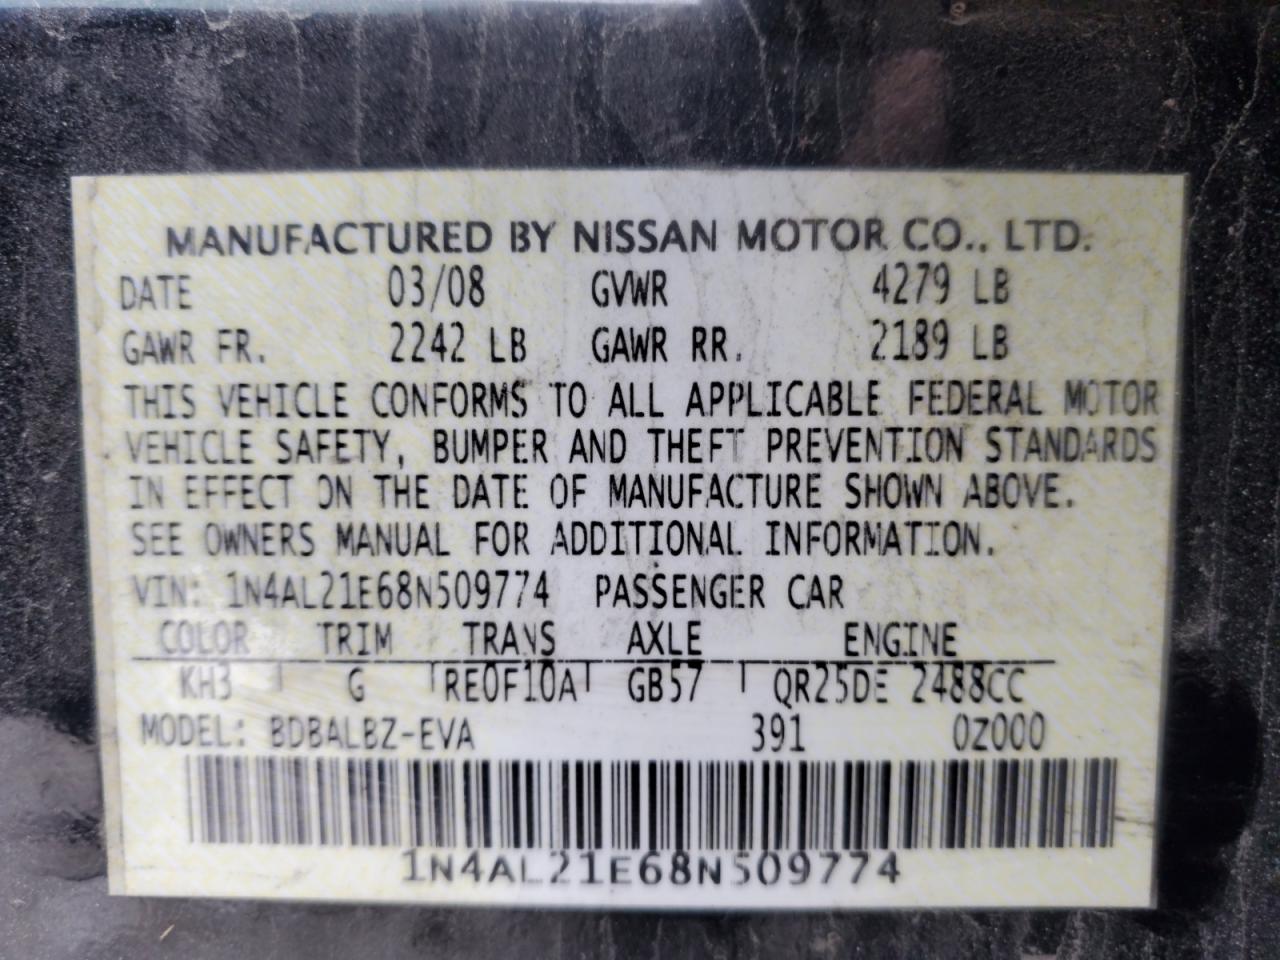 MANUFACTURED BY NISSAN MOTOR CO., LTD.
DATE 03/08 GVWR 4279 LB
GAWR FR. 2242 LB GAWR RR. 2189 LB
THIS VEHICLE CONFORMS TO ALL APPLICABLE FEDERAL MOTOR
VEHICLE SAFETY, BUMPER AND THEFT PREVENTION STANDARDS
IN EFFECT ON THE DATE OF MANUFACTURE SHOWN ABOVE.
SEE OWNERS MANUAL FOR ADDITIONAL INFORMATION.
VIN: 1N4AL21E68N509774 PASSENGER CAR
COLOR TRIM TRANS AXLE ENGINE
KH3 G RE0F10A GB57 QR25DE 2488CC
MODEL: BDBALBZ-EVA 391 0Z000
1N4AL21E68N509774